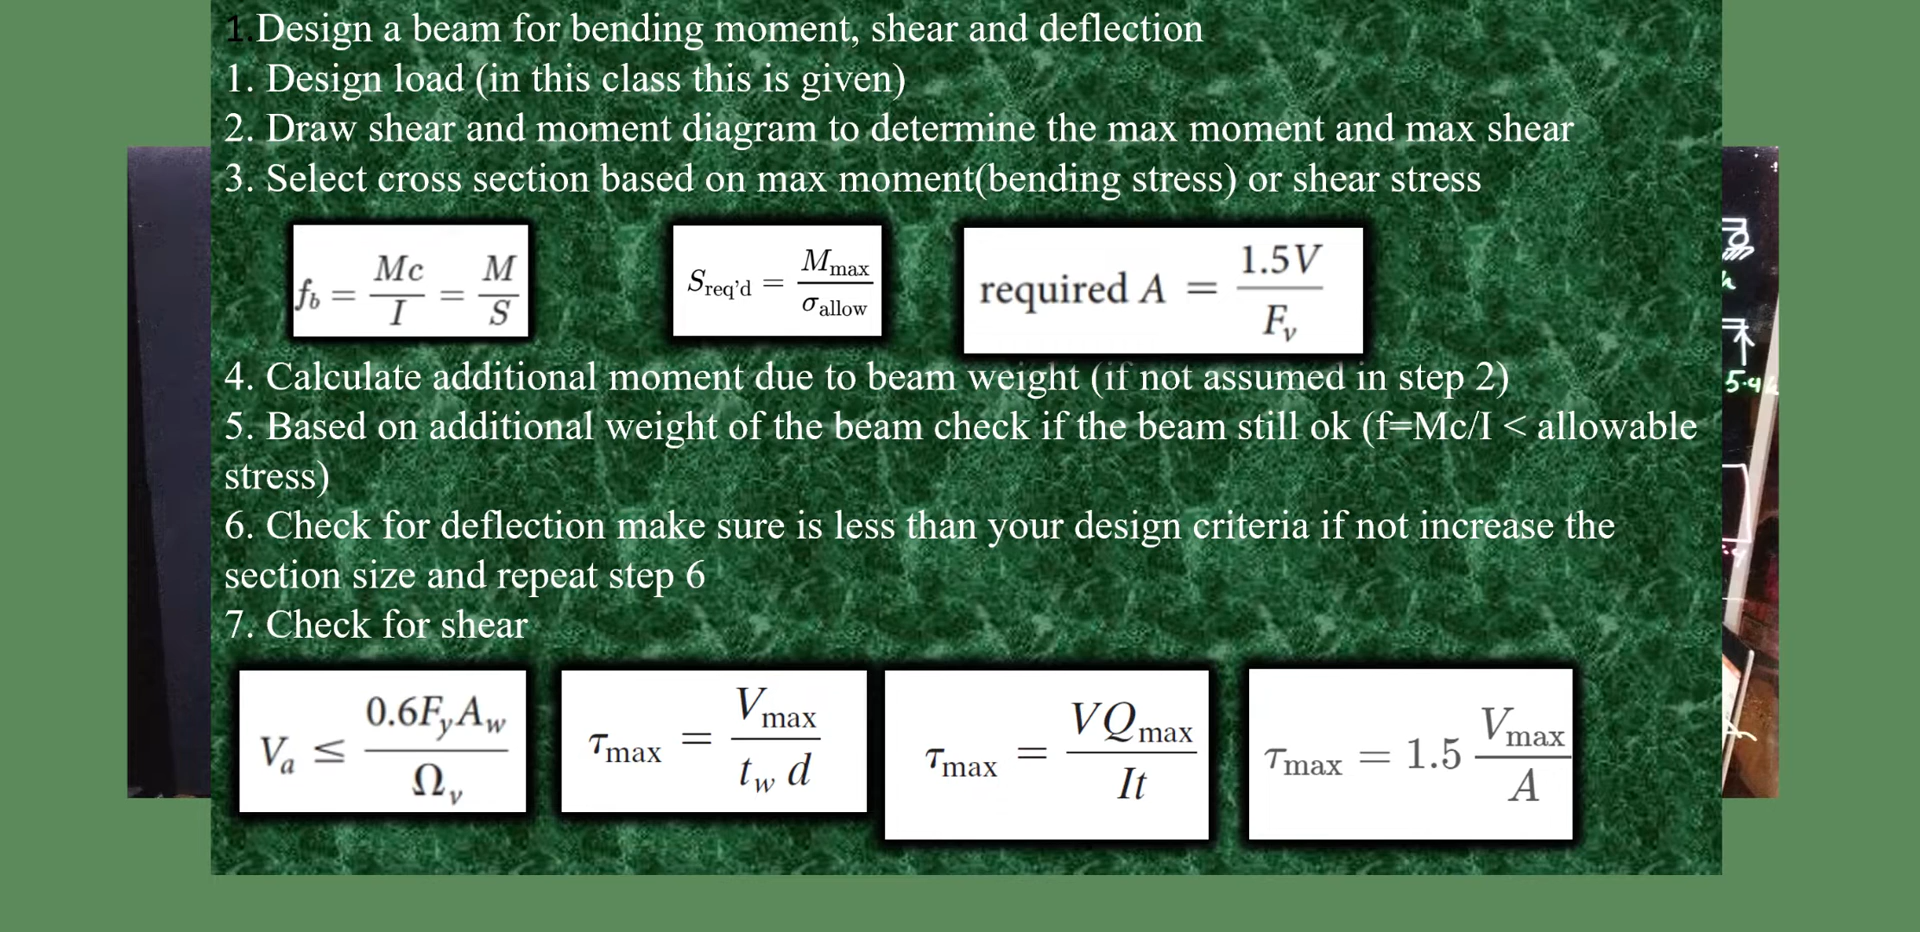 1.Design a beam for bending moment, shear and deflection
1. Design load (in this class this is given)
2. Draw shear and moment diagram to determine the max moment and max shear
3. Select cross section based on max moment(bending stress) or shear stress
f_b = Mc/I = M/S
S_req'd = M_max/σ_allow
required A = 1.5V/F_v
4. Calculate additional moment due to beam weight (if not assumed in step 2)
5. Based on additional weight of the beam check if the beam still ok (f=Mc/I < allowable
stress)
6. Check for deflection make sure is less than your design criteria if not increase the
section size and repeat step 6
7. Check for shear
V_a ≤ 0.6F_yA_w/Ω_v
τ_max = V_max/t_w d
τ_max = VQ_max/It
τ_max = 1.5 V_max/A